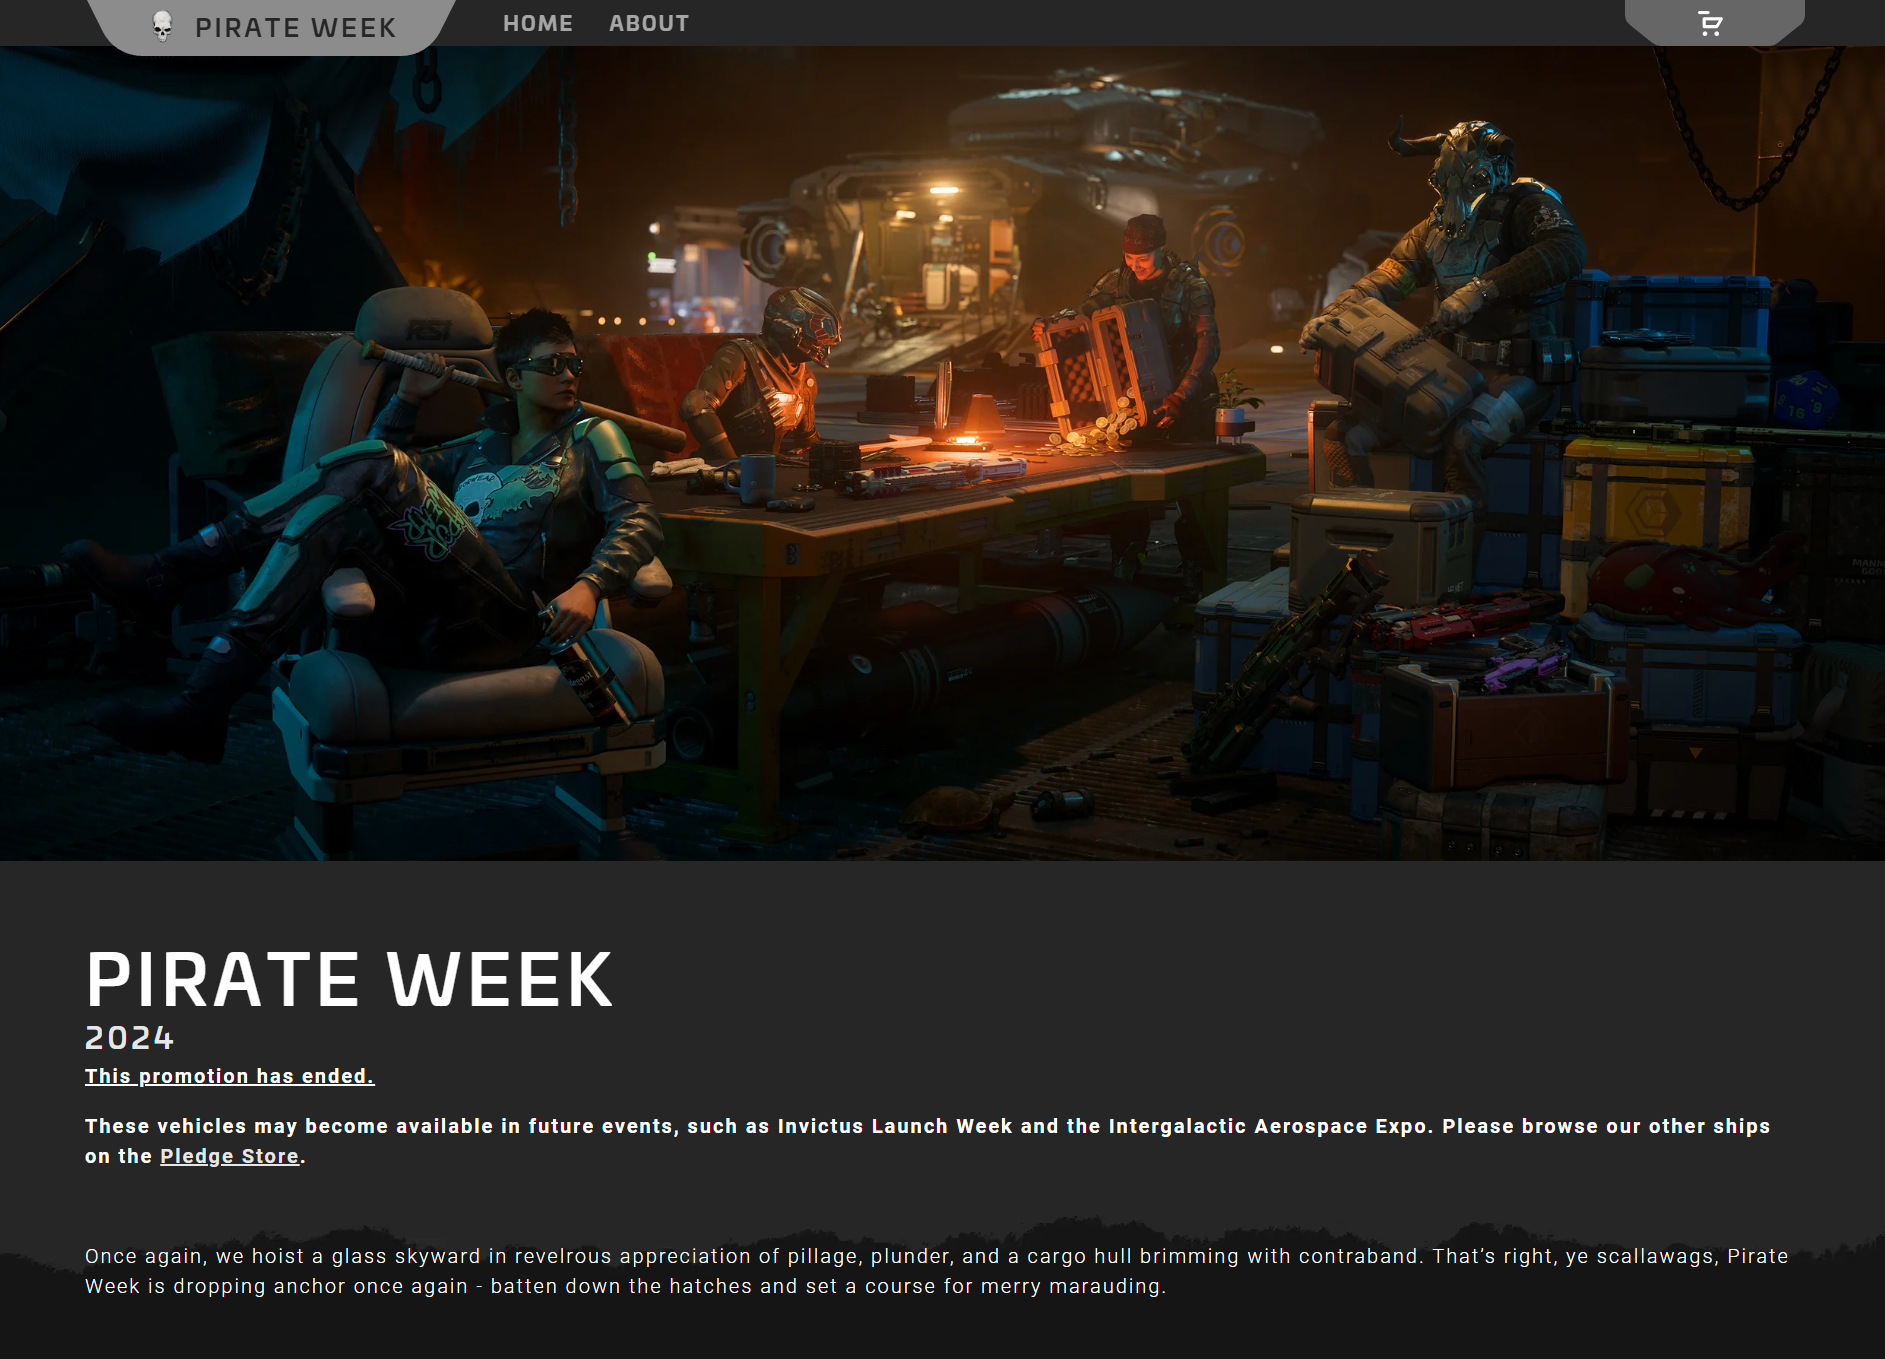 PIRATE WEEK
HOME
ABOUT
RSI
PIRATE WEEK
2024
This promotion has ended.
These vehicles may become available in future events, such as Invictus Launch Week and the Intergalactic Aerospace Expo. Please browse our other ships
on the Pledge Store.
Once again, we hoist a glass skyward in revelrous appreciation of pillage, plunder, and a cargo hull brimming with contraband. That’s right, ye scallawags, Pirate
Week is dropping anchor once again - batten down the hatches and set a course for merry marauding.